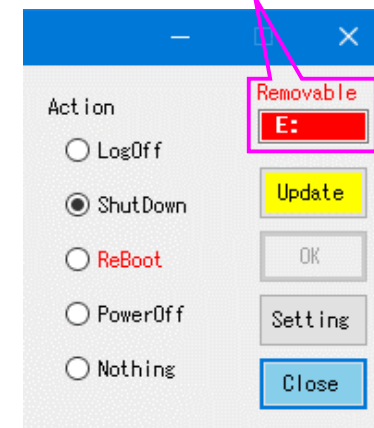 Action
LogOff
ShutDown
ReBoot
PowerOff
Nothing
Removable
E:
Update
OK
Setting
Close